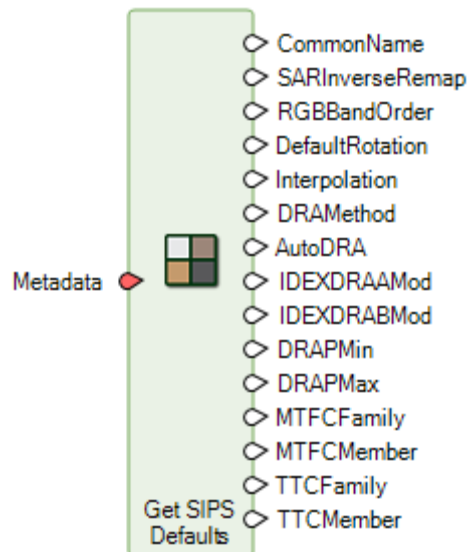 CommonName
SARInverseRemap
RGBBandOrder
DefaultRotation
Interpolation
DRAMethod
AutoDRA
Metadata
IDEXDRAAMod
IDEXDRABMod
DRAPMin
DRAPMax
MTFCFamily
MTFCMember
TTCFamily
Get SIPS
Defaults
TTCMember